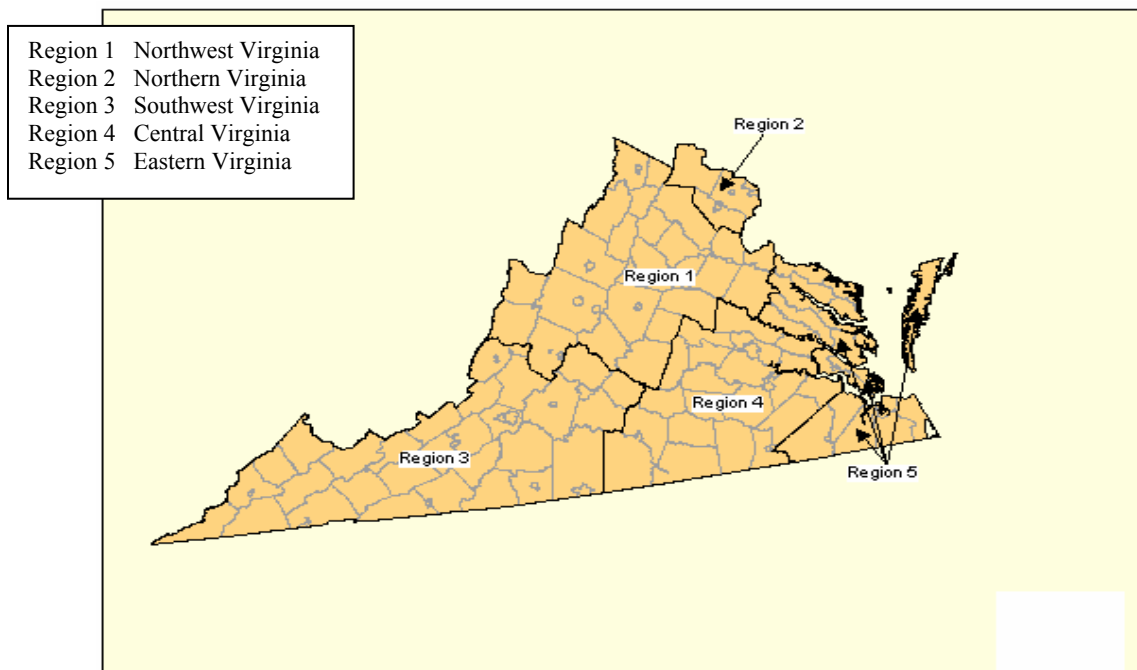 Region 1 Northwest Virginia
Region 2 Northern Virginia
Region 3 Southwest Virginia
Region 4 Central Virginia
Region 5 Eastern Virginia
Region 2
Region 1
Region 4
Region 3
Region 5